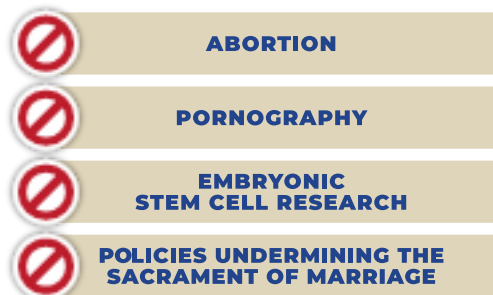 ABORTION
PORNOGRAPHY
EMBRYONIC
STEM CELL RESEARCH
POLICIES UNDERMINING THE
SACRAMENT OF MARRIAGE